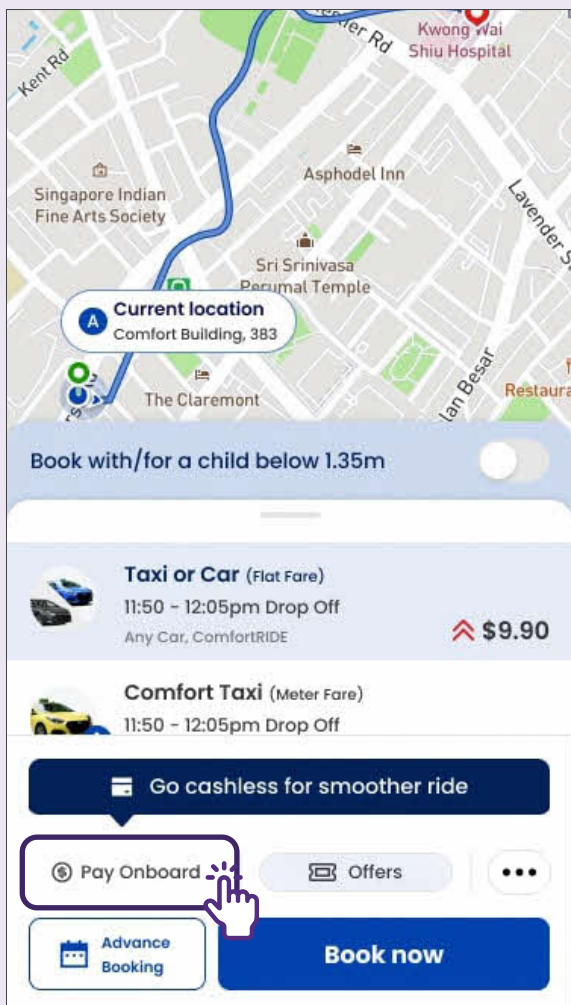 Kwong Wai
Shiu Hospital
Kent Rd
Rd
Asphodel Inn
Singapore Indian
Fine Arts Society
Lavender
Sri Srinivasa
Perumal Temple
A
Current location
Comfort Building, 383
The Claremont
Besar
Book with/for a child below 1.35m
Taxi or Car (Flat Fare)
11:50 - 12:05pm Drop Off
Any Car, ComfortRIDE
$9.90
Comfort Taxi (Meter Fare)
11:50 - 12:05pm Drop Off
Go cashless for smoother ride
Pay Onboard
Offers
Advance
Booking
Book now